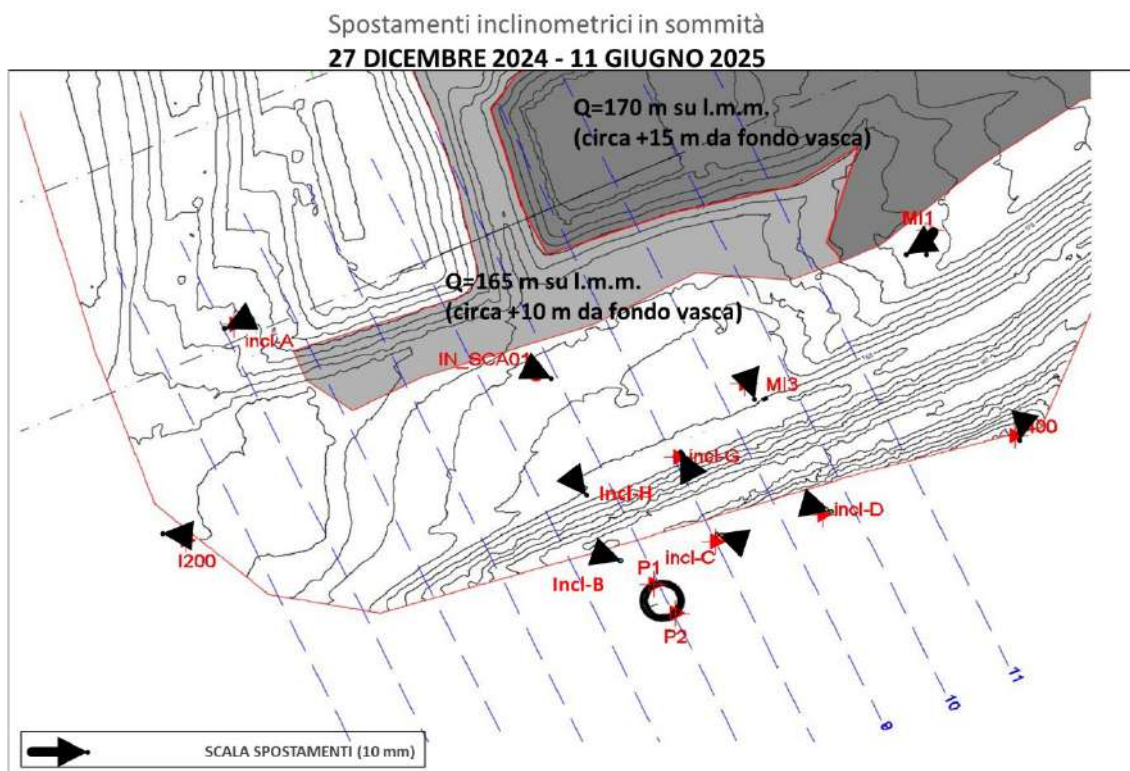 Spostamenti inclinometrici in sommità
27 DICEMBRE 2024 - 11 GIUGNO 2025
Q=170 m su l.m.m.
(circa +15 m da fondo vasca)
MI1
Q=165 m su l.m.m.
(circa +10 m da fondo vasca)
incl-A
IN_SCA01
MI3
incl-G
Incl-H
incl-D
I200
incl-C
Incl-B
P1
P2
11
10
9
SCALA SPOSTAMENTI (10 mm)